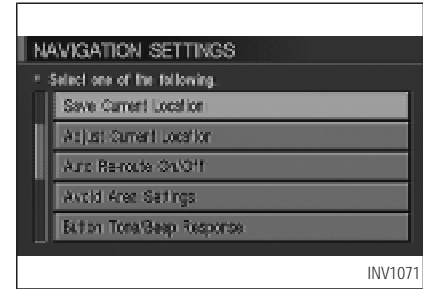 NAVIGATION SETTINGS
Select one of the following.
Save Current Location
Adjust Current Location
Auto Re-route On/Off
Avoid Area Settings
Button Tone/Beep Response
INV1071